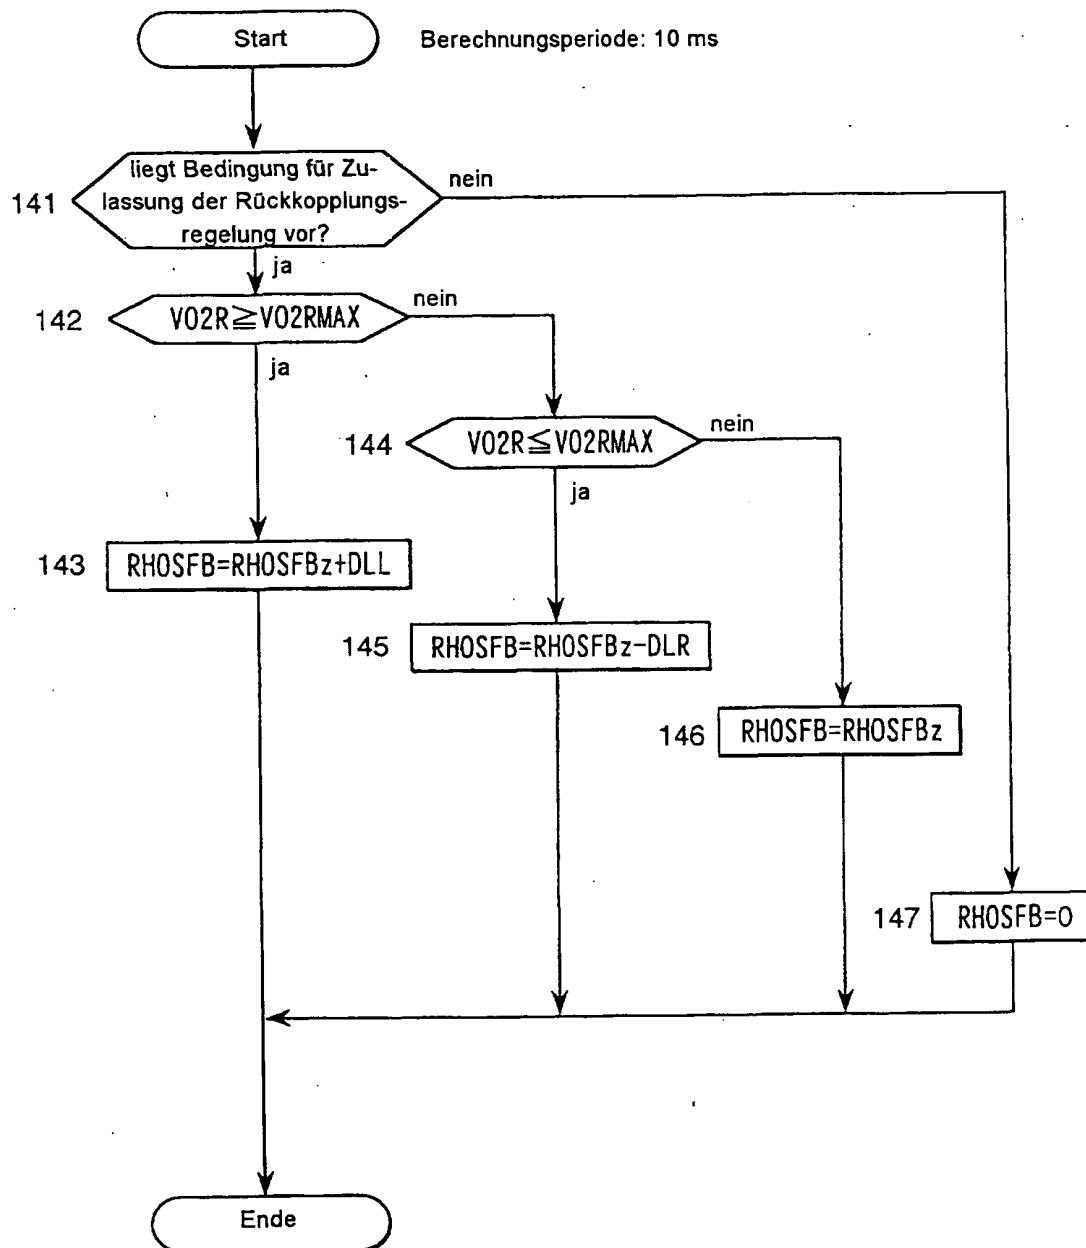 Start
Berechnungsperiode: 10 ms
141
liegt Bedingung für Zu-
lassung der Rückkopplungs-
regelung vor?
nein
ja
142
VO2R≧VO2RMAX
nein
ja
144
VO2R≦VO2RMAX
nein
ja
143
RHOSFB=RHOSFBz+DLL
145
RHOSFB=RHOSFBz-DLR
146
RHOSFB=RHOSFBz
147
RHOSFB=0
Ende